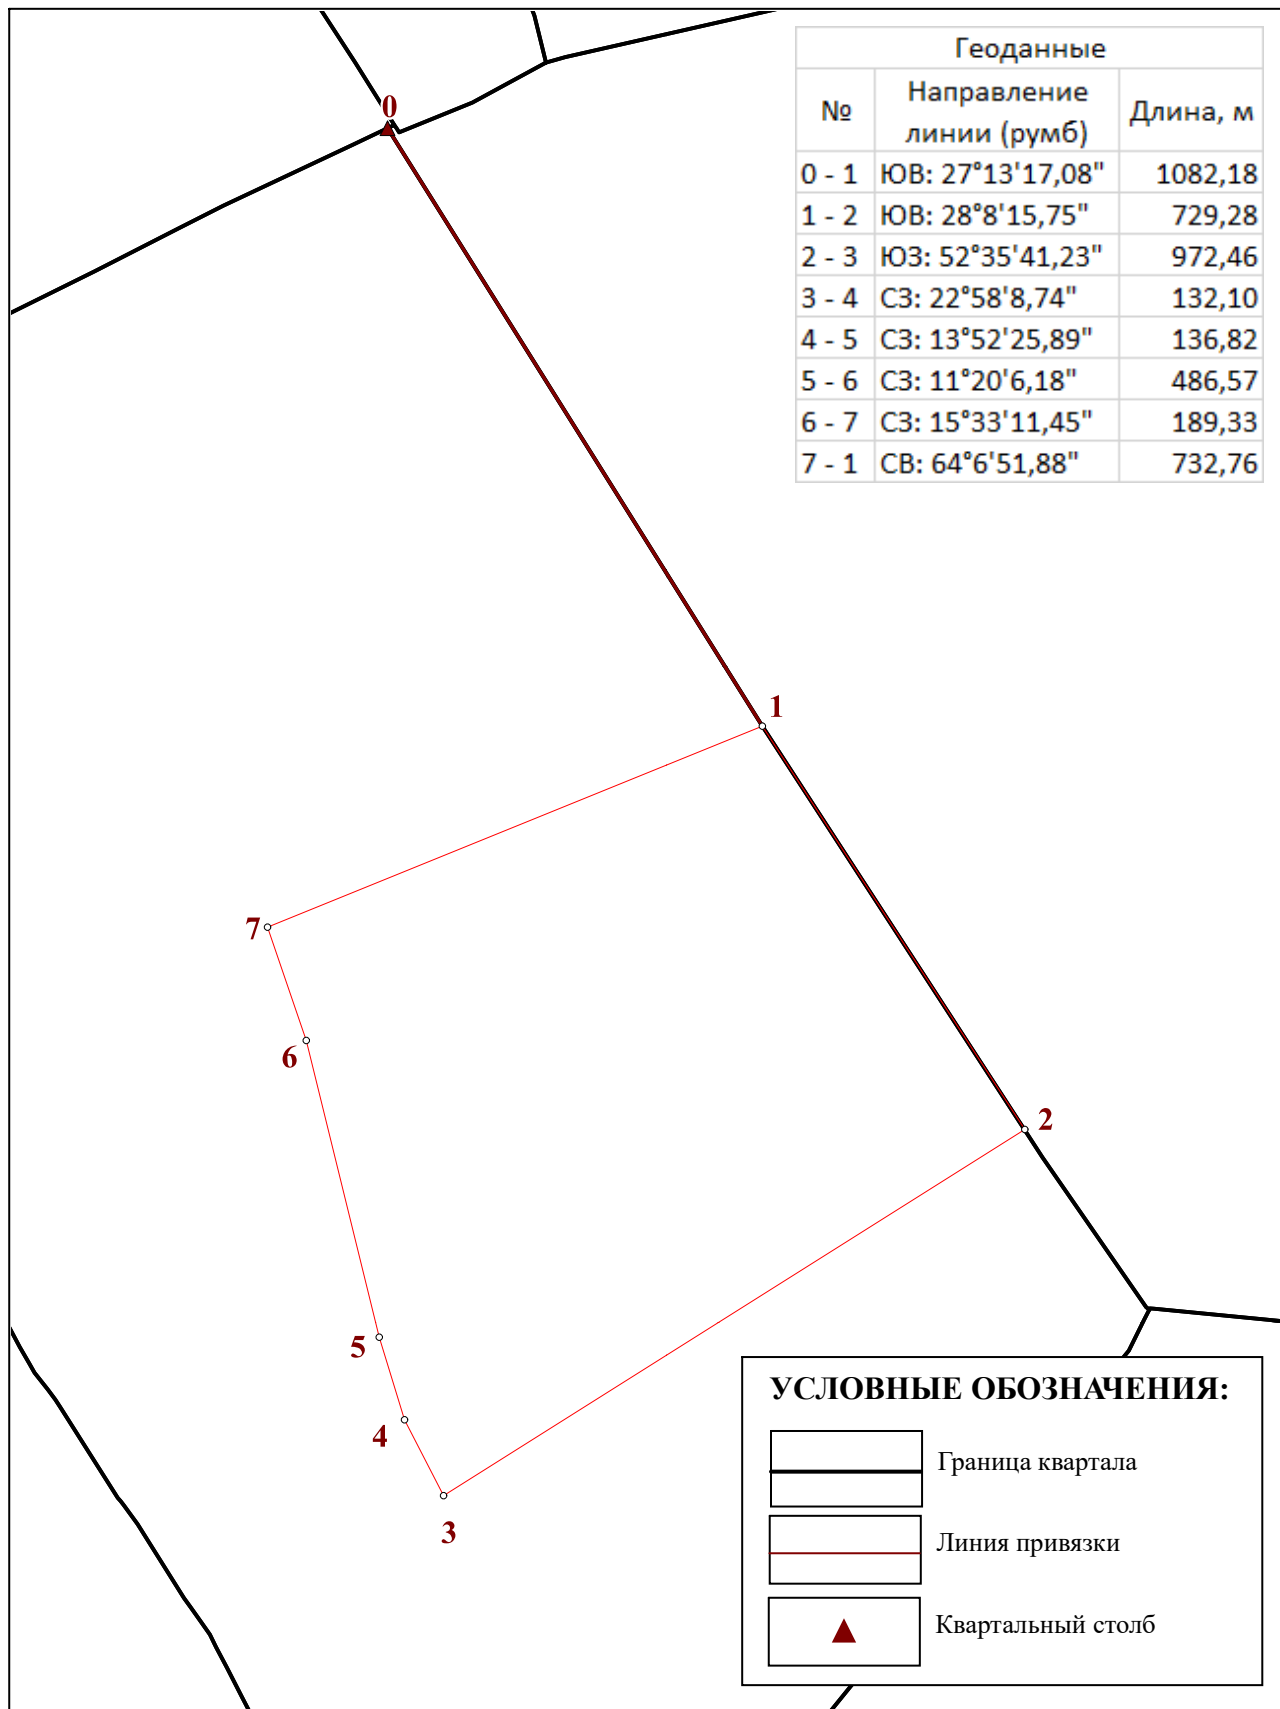 Геоданные
№ Направление линии (румб) Длина, м
0 - 1 ЮВ: 27°13'17,08" 1082,18
1 - 2 ЮВ: 28°8'15,75" 729,28
2 - 3 ЮЗ: 52°35'41,23" 972,46
3 - 4 СЗ: 22°58'8,74" 132,10
4 - 5 СЗ: 13°52'25,89" 136,82
5 - 6 СЗ: 11°20'6,18" 486,57
6 - 7 СЗ: 15°33'11,45" 189,33
7 - 1 СВ: 64°6'51,88" 732,76
0
1
7
6
2
5
4
3
УСЛОВНЫЕ ОБОЗНАЧЕНИЯ:
Граница квартала
Линия привязки
Квартальный столб